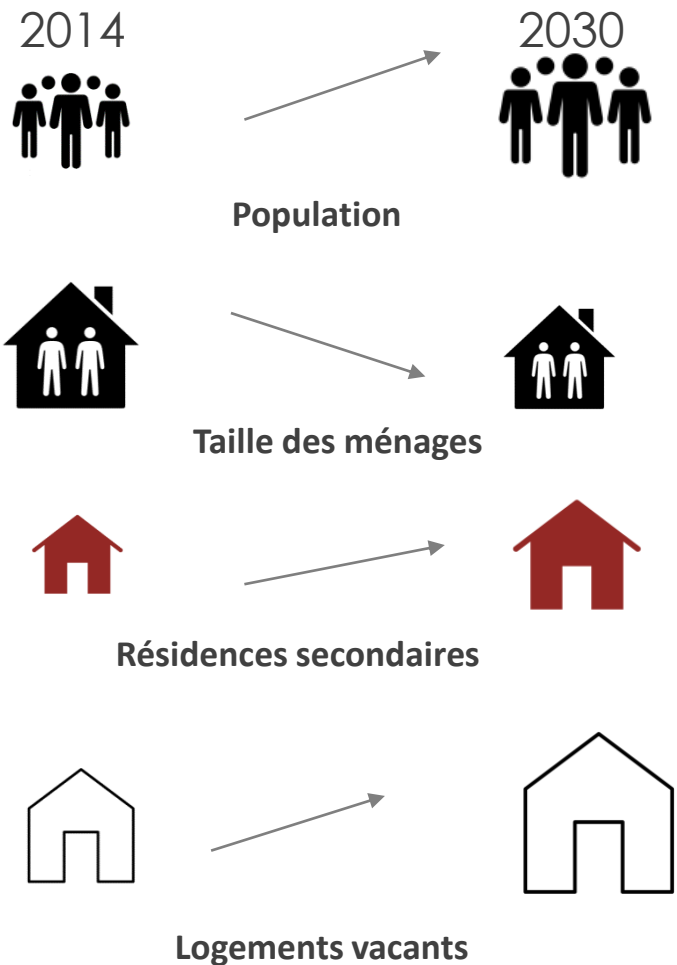 2014
2030
Population
Taille des ménages
Résidences secondaires
Logements vacants